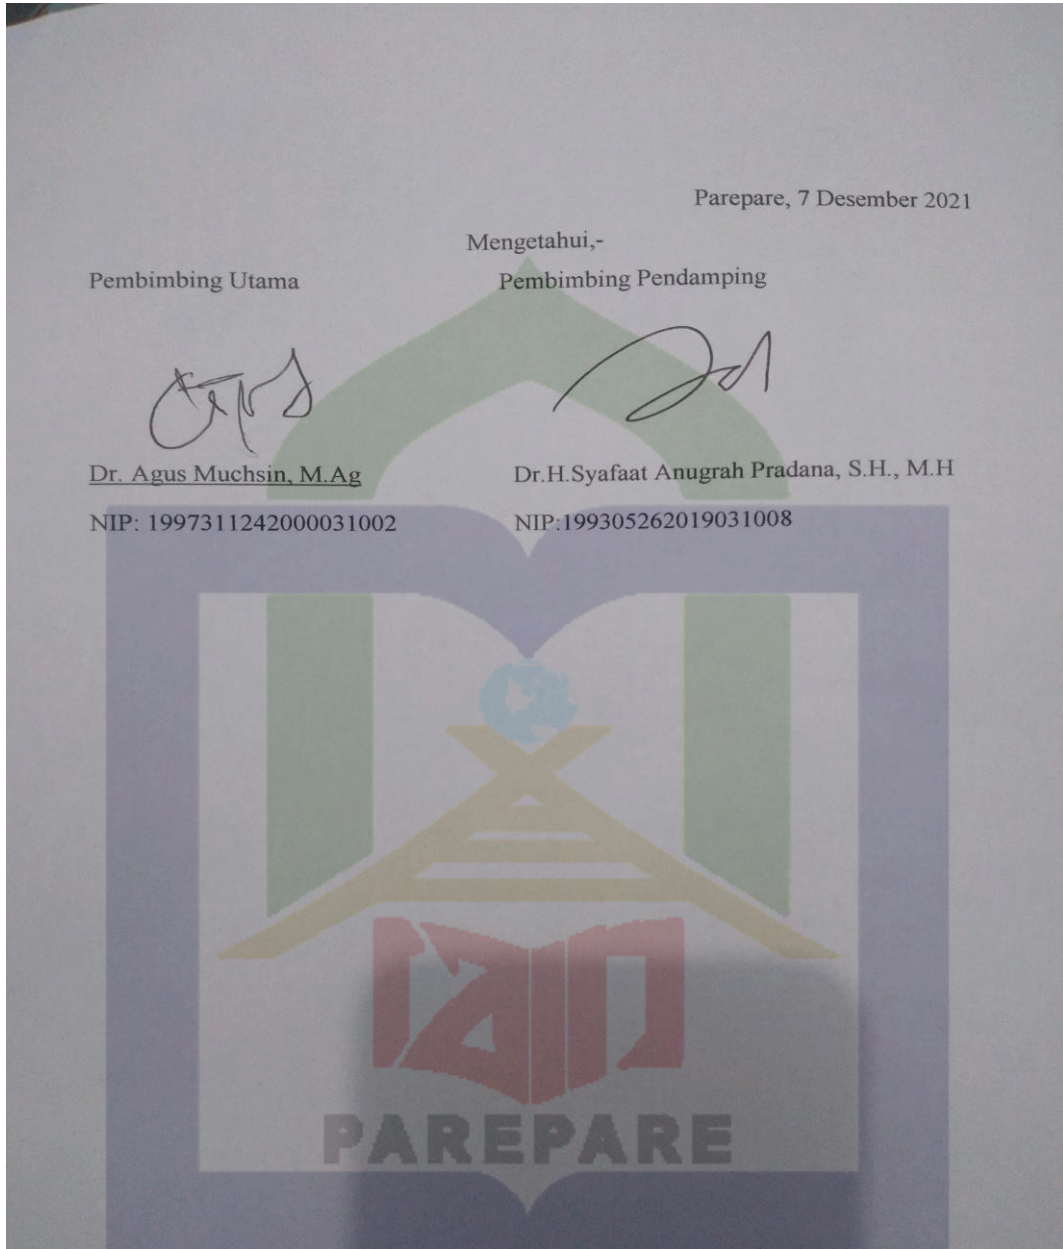 Parepare, 7 Desember 2021
Mengetahui,-
Pembimbing Utama Pembimbing Pendamping
Dr. Agus Muchsin, M.Ag Dr.H.Syafaat Anugrah Pradana, S.H., M.H
NIP: 1997311242000031002 NIP:199305262019031008
iain
PAREPARE